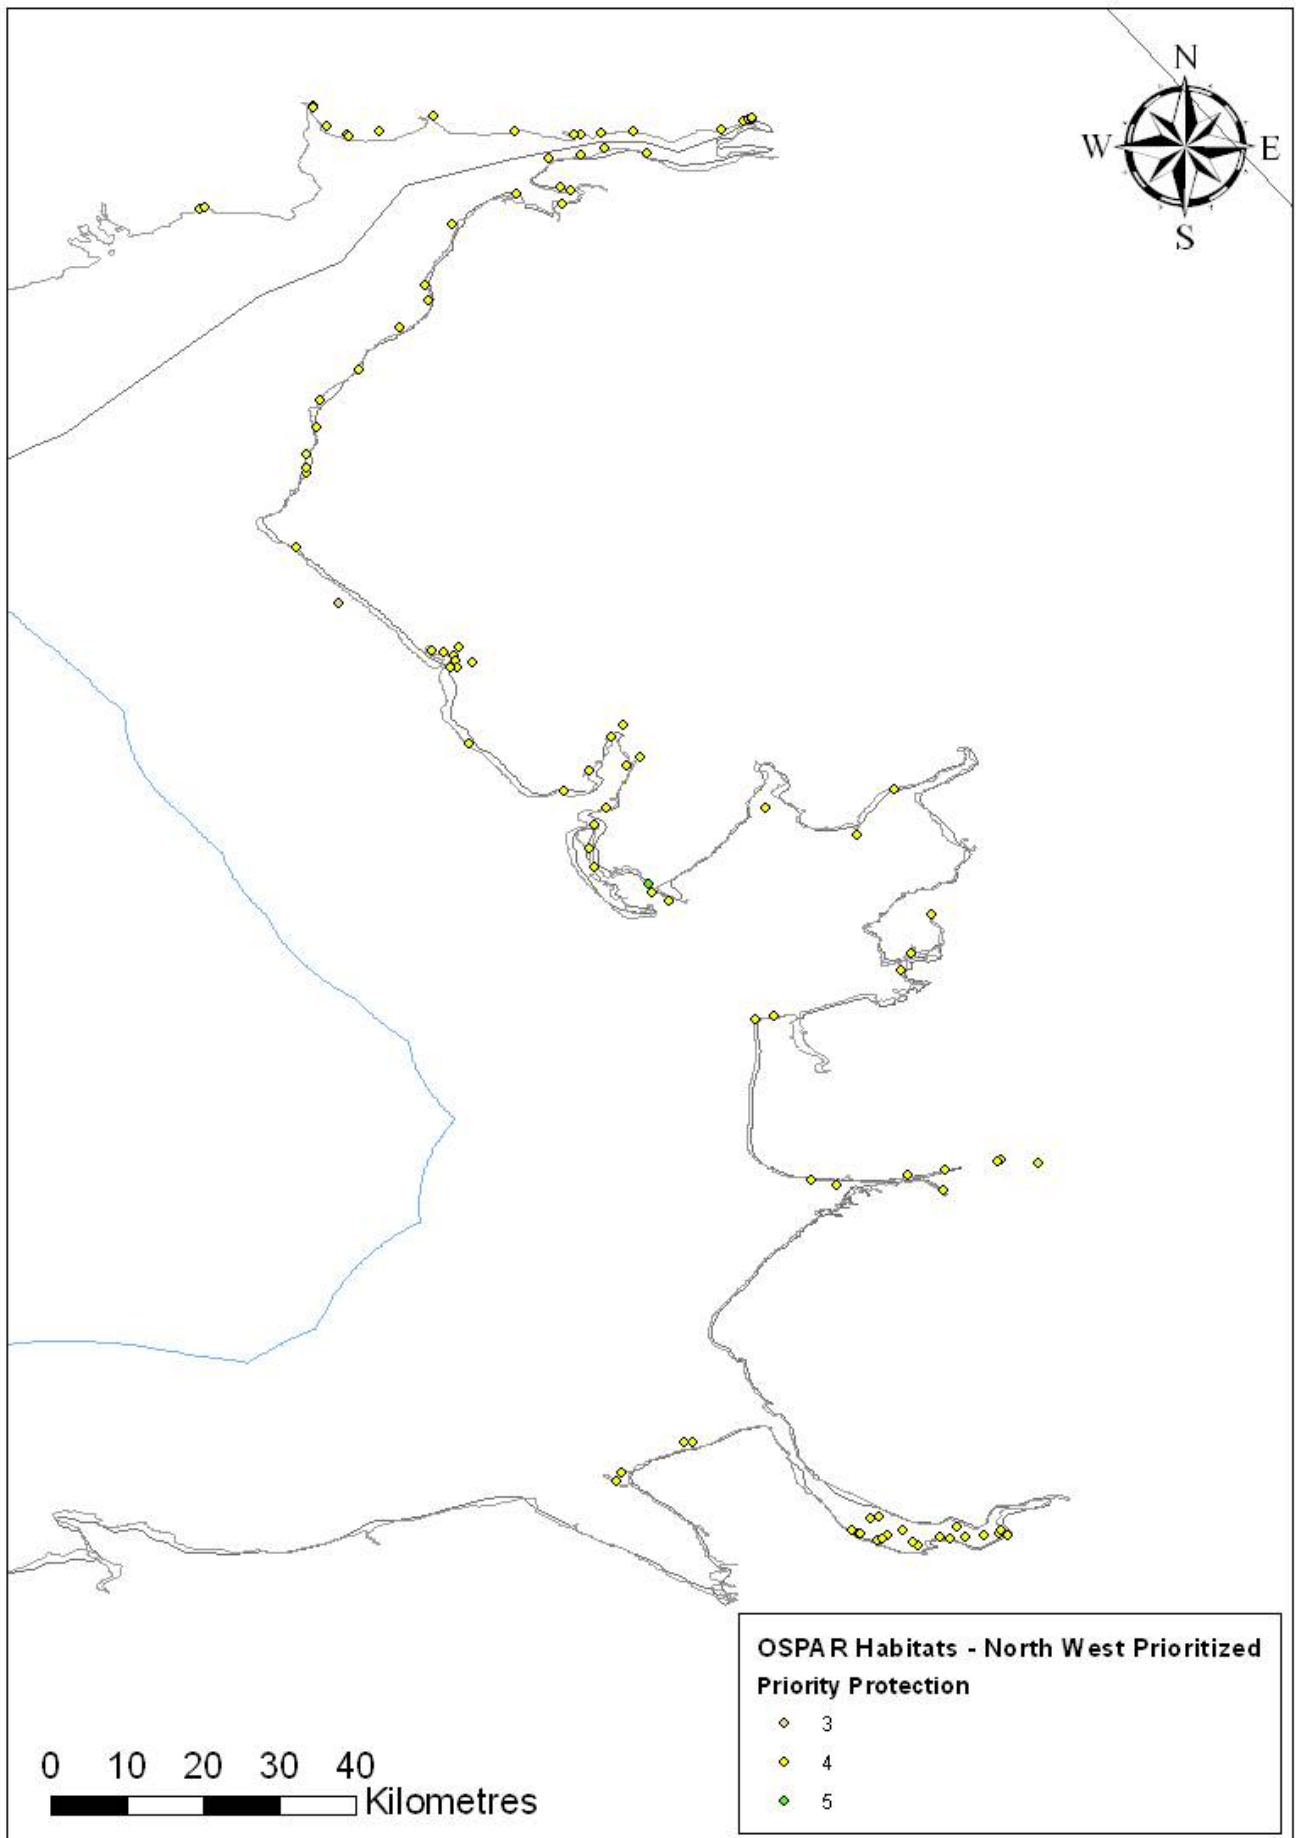 N
W E
S
OSPAR Habitats - North West Prioritized
Priority Protection
3
4
5
0 10 20 30 40
Kilometres